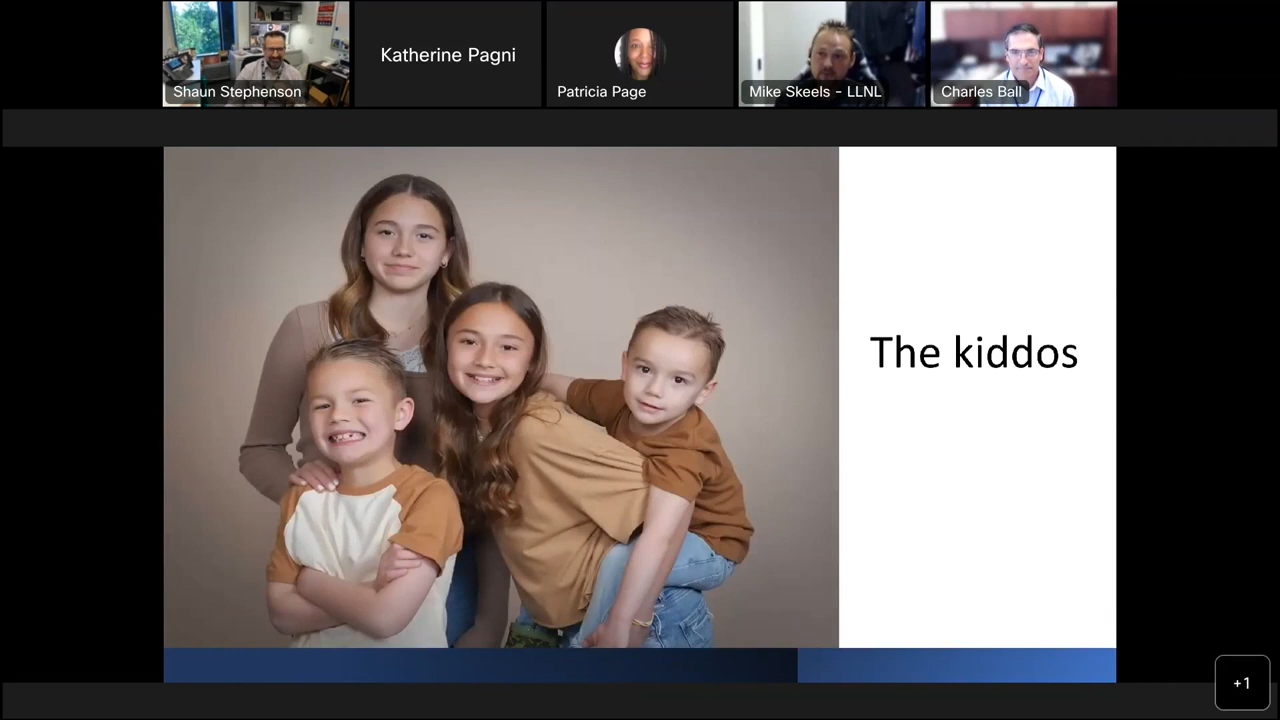 Katherine Pagni
Shaun Stephenson
Patricia Page
Mike Skeels - LLNL
Charles Ball
The kiddos
+1